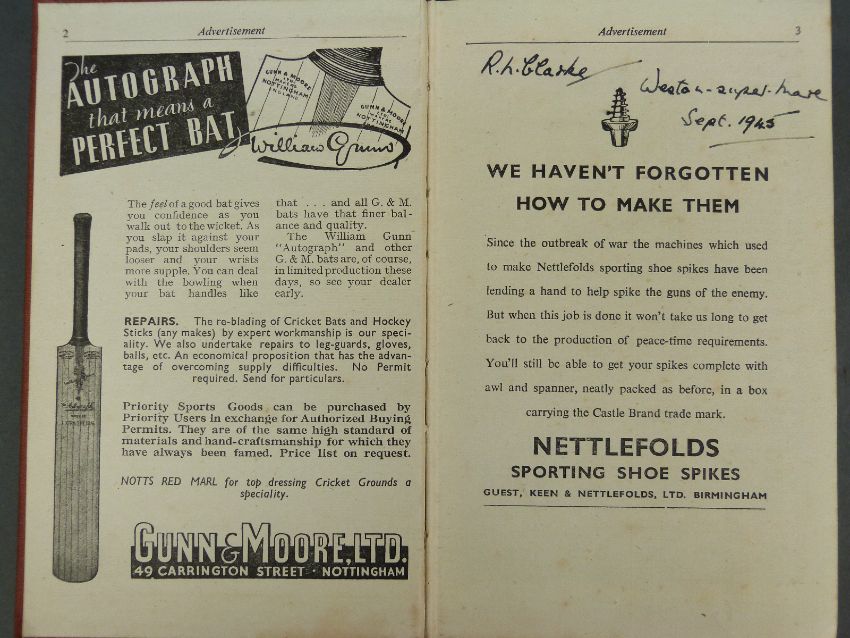 2
Advertisement
The
AUTOGRAPH
that means a
PERFECT BAT
GUNN & MOORE
NOTTINGHAM
ENGLAND
GUNN & MOORE
NOTTINGHAM
William Gunn
The feel of a good bat gives
you confidence as you
walk out to the wicket. As
you slap it against your
pads, your shoulders seem
looser and your wrists
more supple. You can deal
with the bowling when
your bat handles like
that . . . and all G. & M.
bats have that finer bal-
ance and quality.
The William Gunn
"Autograph" and other
G. & M. bats are, of course,
in limited production these
days, so see your dealer
early.
REPAIRS. The re-blading of Cricket Bats and Hockey
Sticks (any makes) by expert workmanship is our speci-
ality. We also undertake repairs to leg-guards, gloves,
balls, etc. An economical proposition that has the advan-
tage of overcoming supply difficulties. No Permit
required. Send for particulars.
Priority Sports Goods can be purchased by
Priority Users in exchange for Authorized Buying
Permits. They are of the same high standard of
materials and hand-craftsmanship for which they
have always been famed. Price list on request.
NOTTS RED MARL for top dressing Cricket Grounds a
speciality.
GUNN & MOORE, LTD.
49 CARRINGTON STREET · NOTTINGHAM
Advertisement
3
R. L. Clarke
Weston-super-mare
Sept. 1945
WE HAVEN'T FORGOTTEN
HOW TO MAKE THEM
Since the outbreak of war the machines which used
to make Nettlefolds sporting shoe spikes have been
lending a hand to help spike the guns of the enemy.
But when this job is done it won't take us long to get
back to the production of peace-time requirements.
You'll still be able to get your spikes complete with
awl and spanner, neatly packed as before, in a box
carrying the Castle Brand trade mark.
NETTLEFOLDS
SPORTING SHOE SPIKES
GUEST, KEEN & NETTLEFOLDS, LTD. BIRMINGHAM